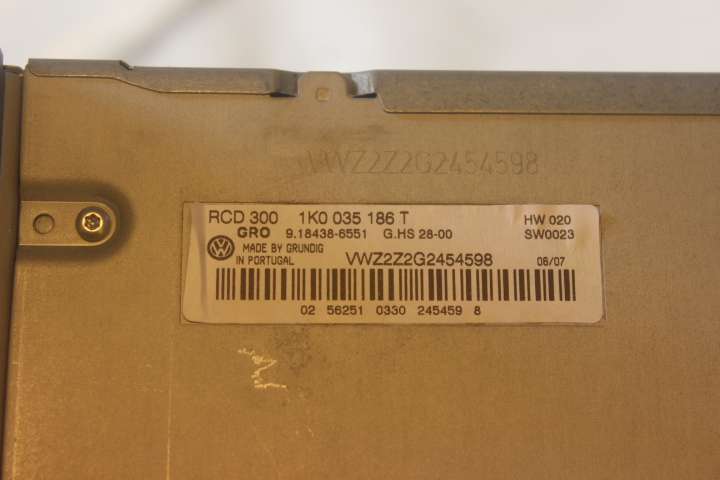 VWZ2Z2G2454598
RCD 300 1K0 035 186 T HW 020
GRO 9.18438-6551 G.HS 28-00 SW0023
MADE BY GRUNDIG
IN PORTUGAL VWZ2Z2G2454598 06/07
02 56251 0330 245459 8